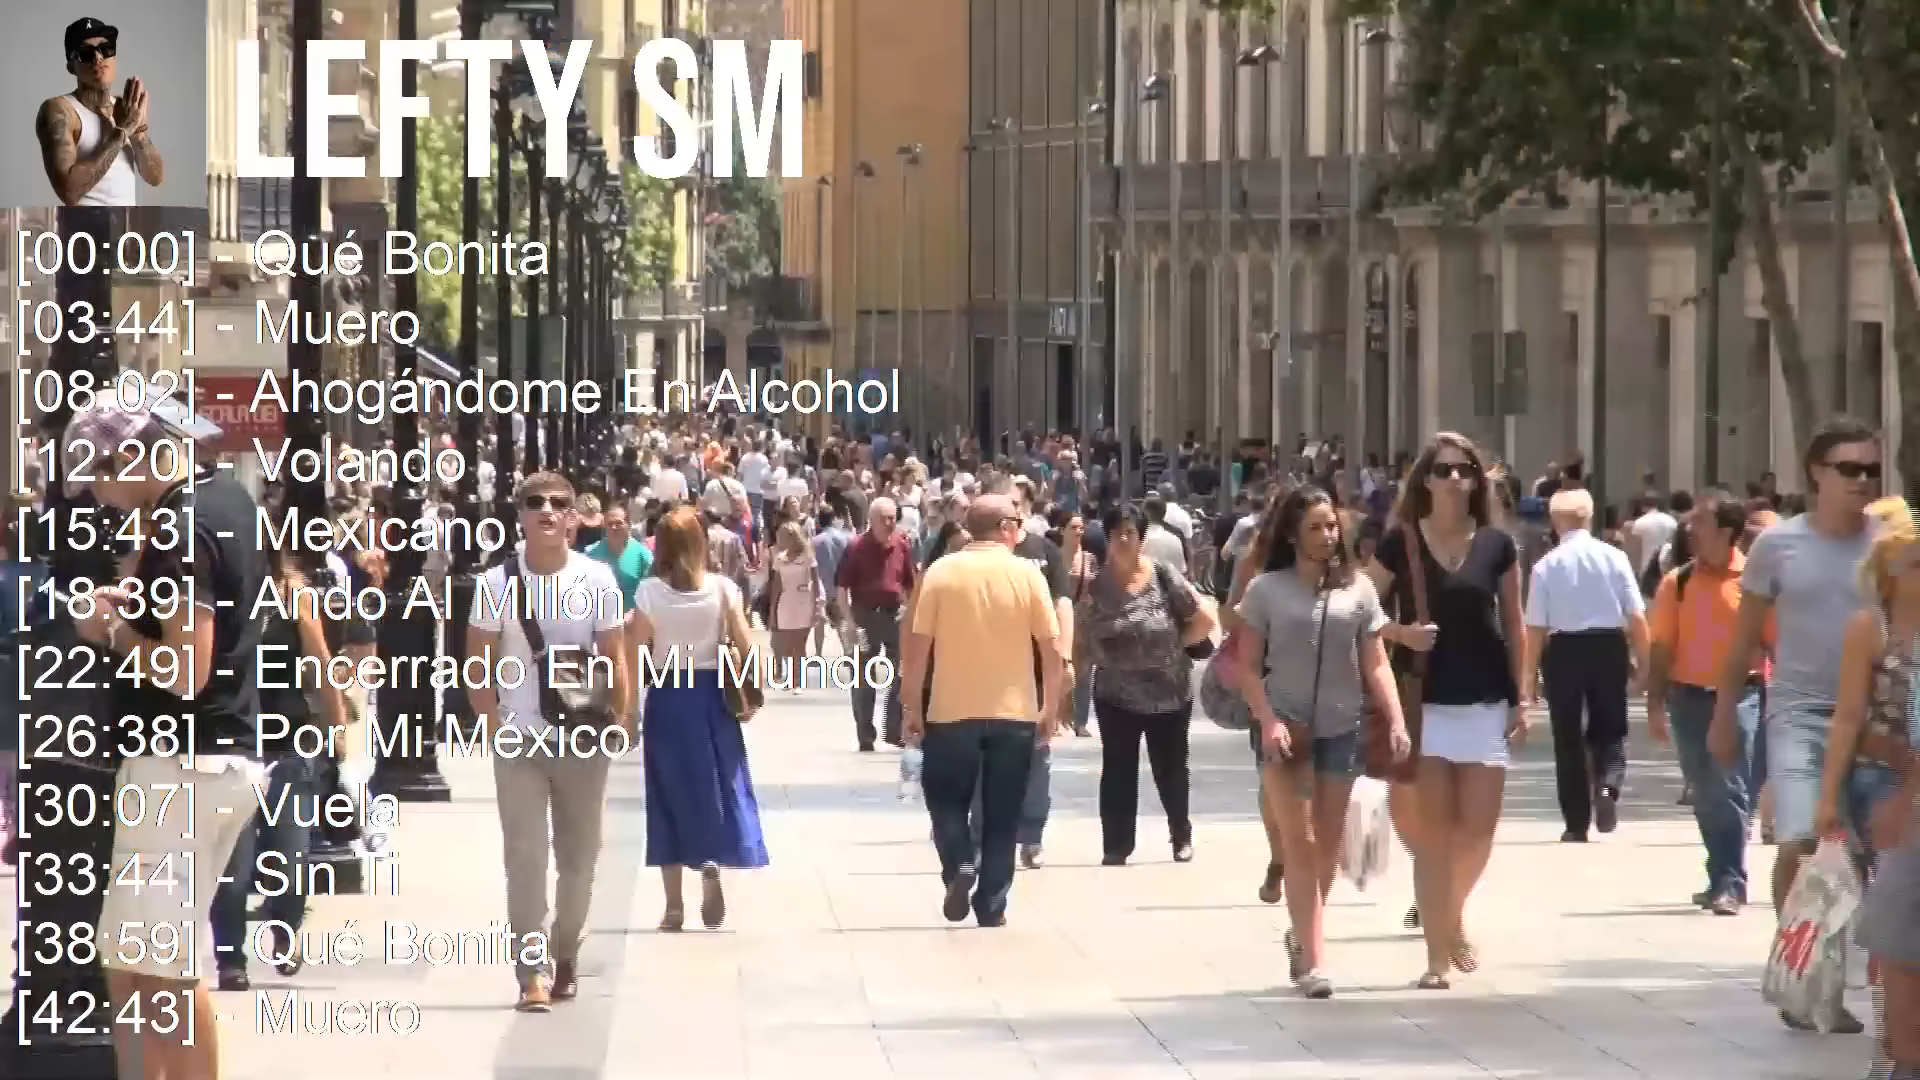 LEFTY SM
[00:00] - Qué Bonita
[03:44] - Muero
[08:02] - Ahogándome En Alcohol
[12:20] - Volando
[15:43] - Mexicano
[18:39] - Ando Al Millón
[22:49] - Encerrado En Mi Mundo
[26:38] - Por Mi México
[30:07] - Vuela
[33:44] - Sin Ti
[38:59] - Qué Bonita
[42:43] - Muero